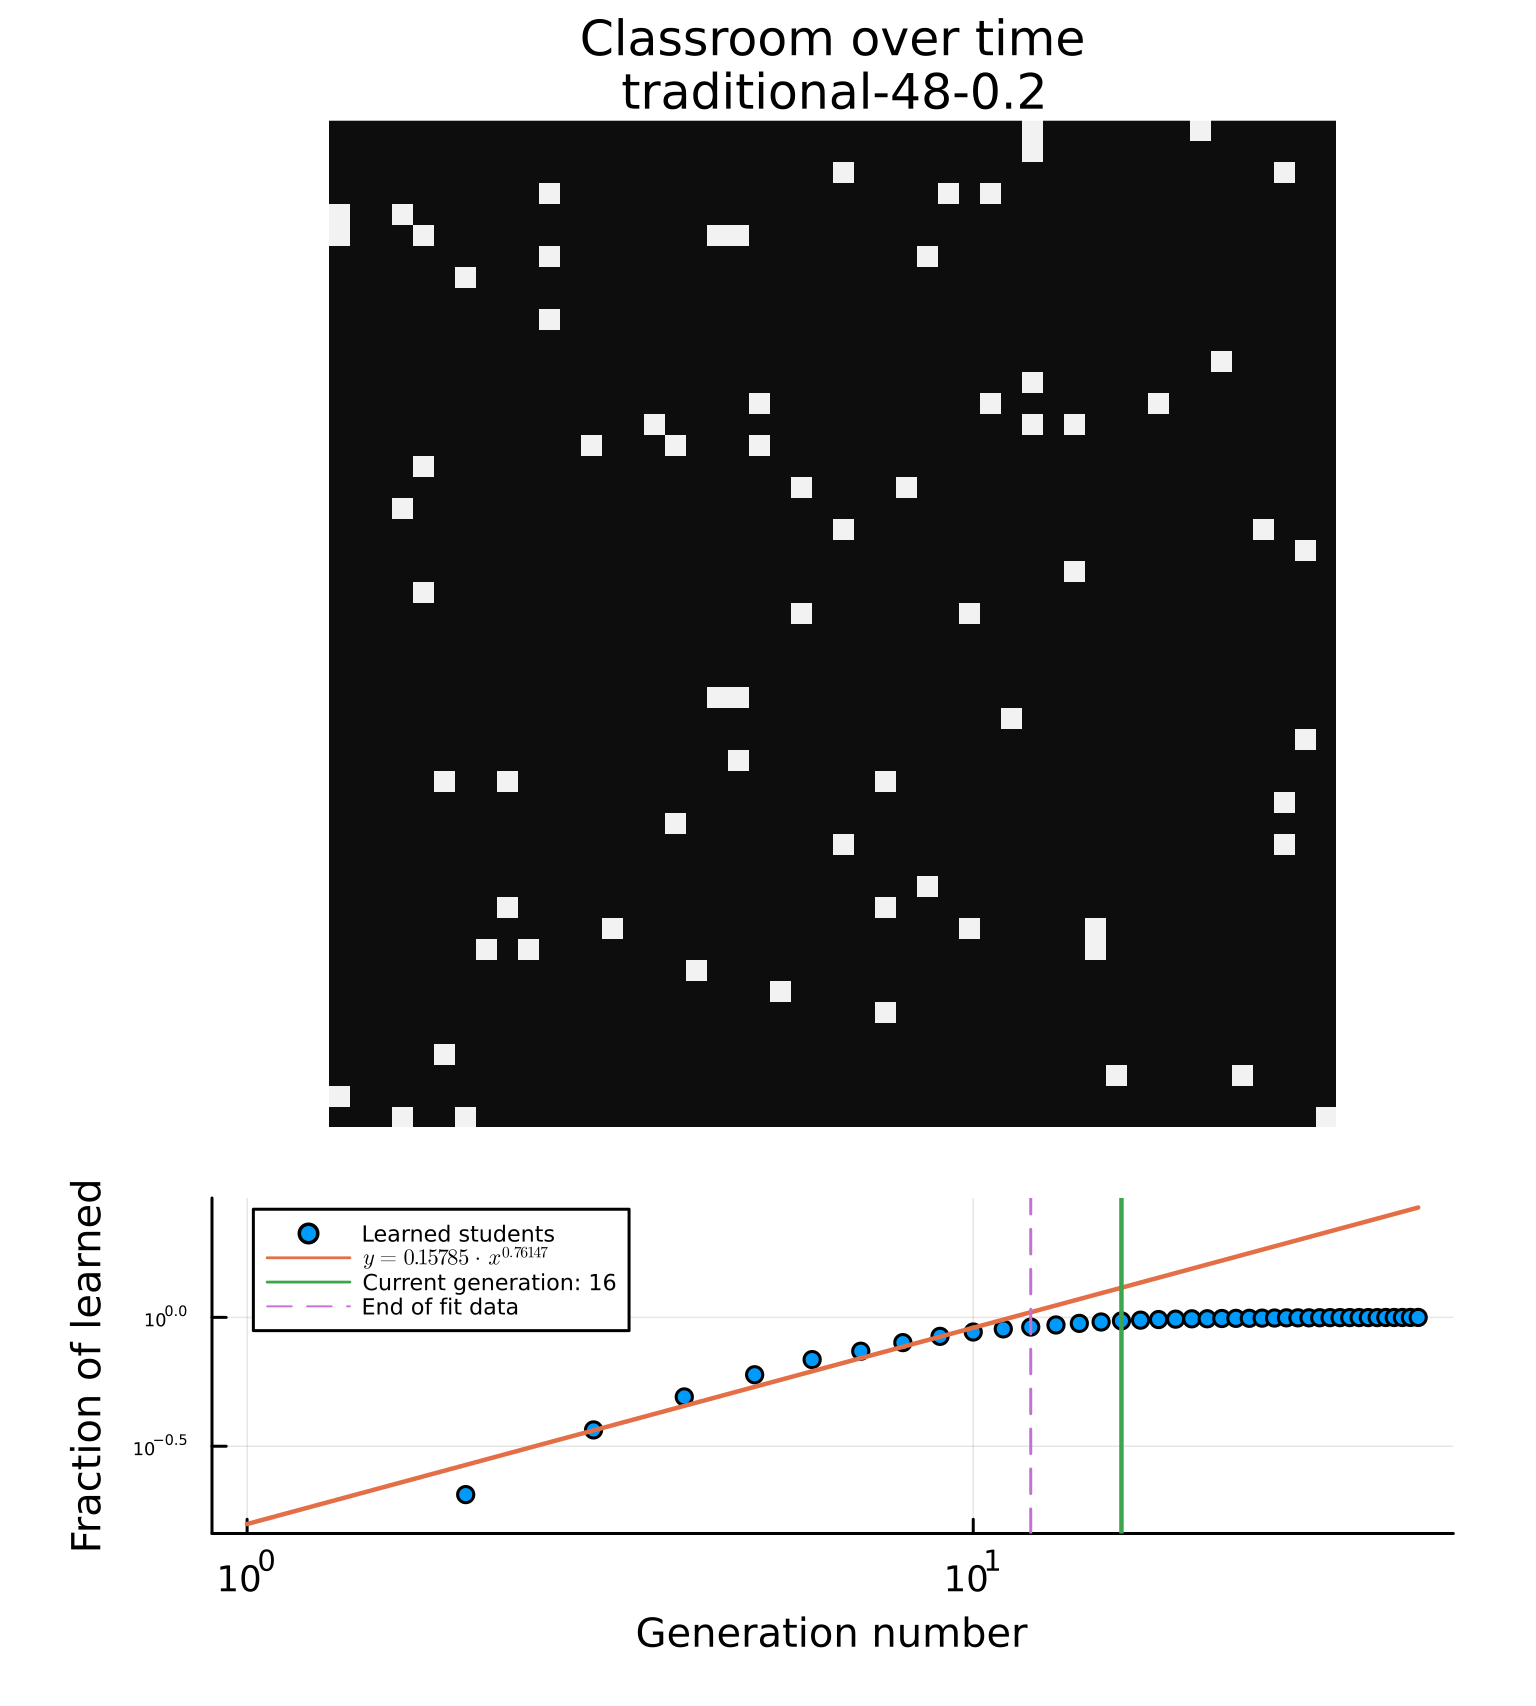 Classroom over time
traditional-48-0.2
Fraction of learned
Learned students
y = 0.15785 · x^0.76147
Current generation: 16
End of fit data
10^0.0
10^−0.5
10^0
10^1
Generation number